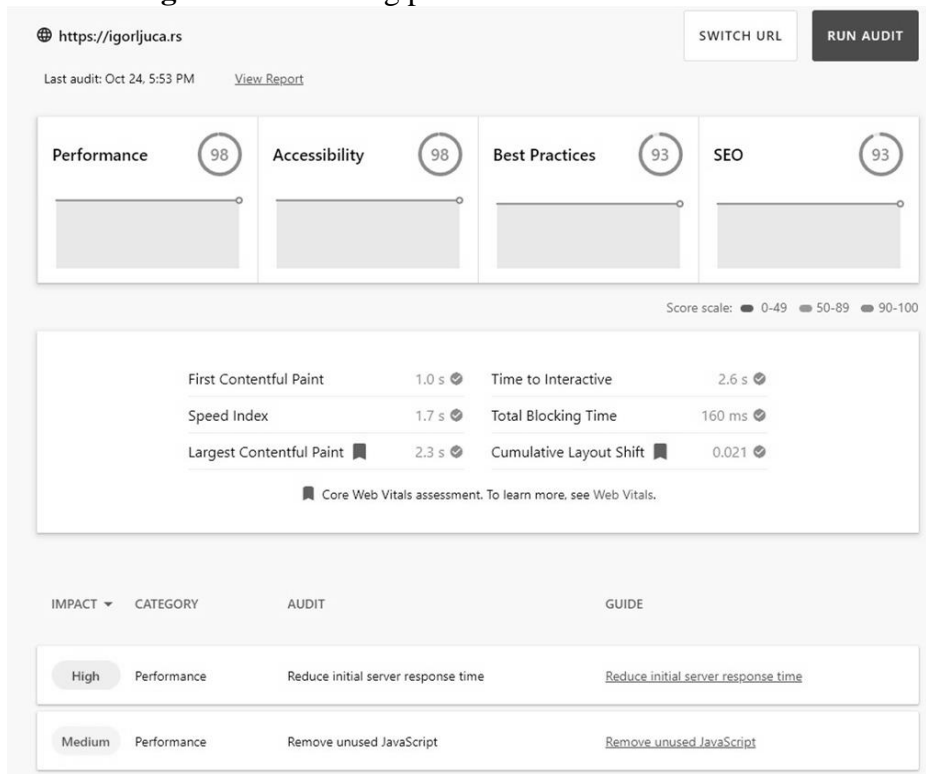 https://igorljuca.rs SWITCH URL RUN AUDIT
Last audit: Oct 24, 5:53 PM View Report
Performance 98 Accessibility 98 Best Practices 93 SEO 93
Score scale: 0-49 50-89 90-100
First Contentful Paint 1.0 s Time to Interactive 2.6 s
Speed Index 1.7 s Total Blocking Time 160 ms
Largest Contentful Paint 2.3 s Cumulative Layout Shift 0.021
Core Web Vitals assessment. To learn more, see Web Vitals.
IMPACT CATEGORY AUDIT GUIDE
High Performance Reduce initial server response time Reduce initial server response time
Medium Performance Remove unused JavaScript Remove unused JavaScript